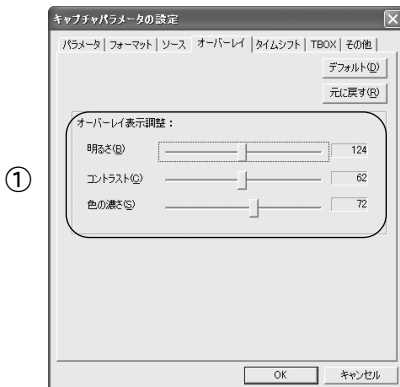 キャプチャパラメータの設定
パラメータ フォーマット ソース オーバーレイ タイムシフト TBOX その他
デフォルト(D)
元に戻す(R)
オーバーレイ表示調整:
明るさ(B) 124
① コントラスト(C) 62
色の濃さ(S) 72
OK キャンセル